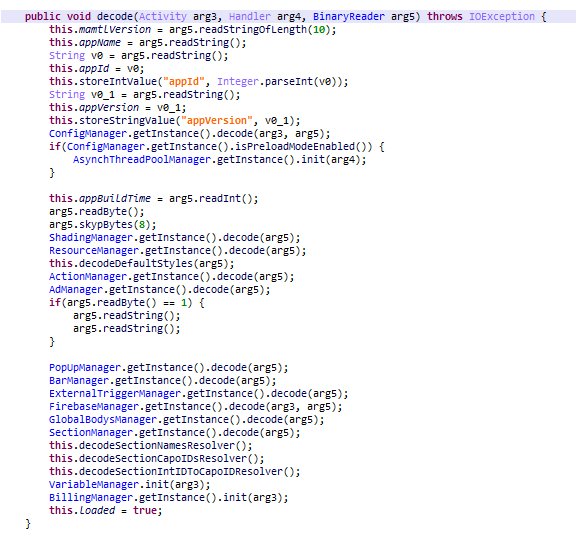 public void decode(Activity arg3, Handler arg4, BinaryReader arg5) throws IOException {
this.mamtlVersion = arg5.readStringOfLength(10);
this.appName = arg5.readString();
String v0 = arg5.readString();
this.appId = v0;
this.storeIntValue("appId", Integer.parseInt(v0));
String v0_1 = arg5.readString();
this.appVersion = v0_1;
this.storeStringValue("appVersion", v0_1);
ConfigManager.getInstance().decode(arg3, arg5);
if(ConfigManager.getInstance().isPreloadModeEnabled()) {
AsynchThreadPoolManager.getInstance().init(arg4);
}
this.appBuildTime = arg5.readInt();
arg5.readByte();
arg5.skypBytes(8);
ShadingManager.getInstance().decode(arg5);
ResourceManager.getInstance().decode(arg5);
this.decodeDefaultStyles(arg5);
ActionManager.getInstance().decode(arg5);
AdManager.getInstance().decode(arg5);
if(arg5.readByte() == 1) {
arg5.readString();
arg5.readString();
}
PopUpManager.getInstance().decode(arg5);
BarManager.getInstance().decode(arg5);
ExternalTriggerManager.getInstance().decode(arg5);
FirebaseManager.getInstance().decode(arg3, arg5);
GlobalBodysManager.getInstance().decode(arg5);
SectionManager.getInstance().decode(arg5);
this.decodeSectionNamesResolver();
this.decodeSectionCapoIDsResolver();
this.decodeSectionIntIDToCapoIDResolver();
VariableManager.init(arg3);
BillingManager.getInstance().init(arg3);
this.loaded = true;
}